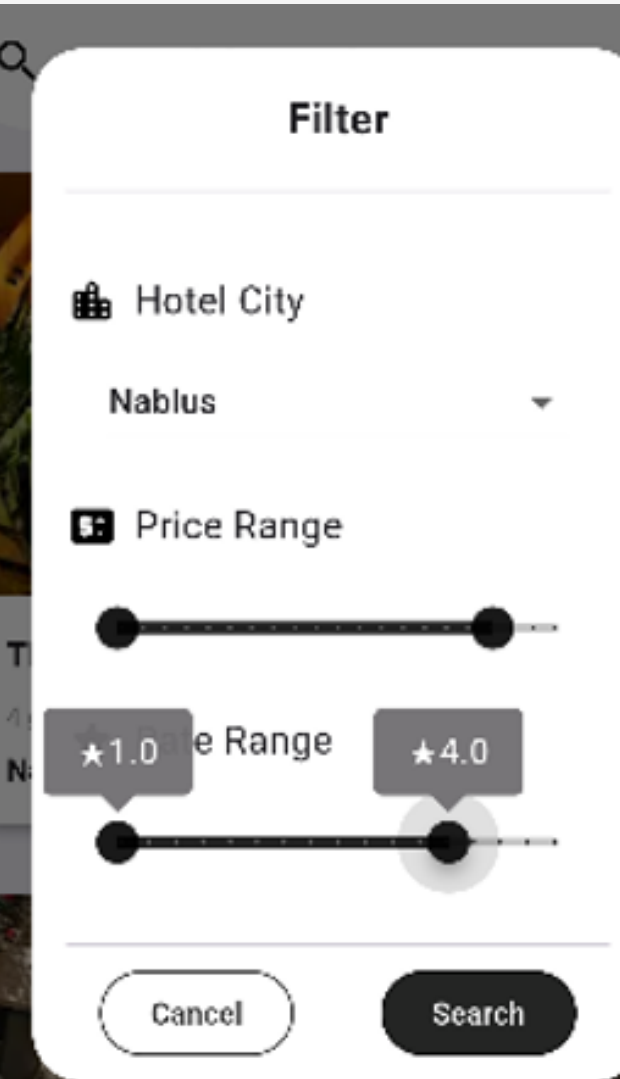 Filter
Hotel City
Nablus
Price Range
★1.0
Range
★4.0
Cancel
Search